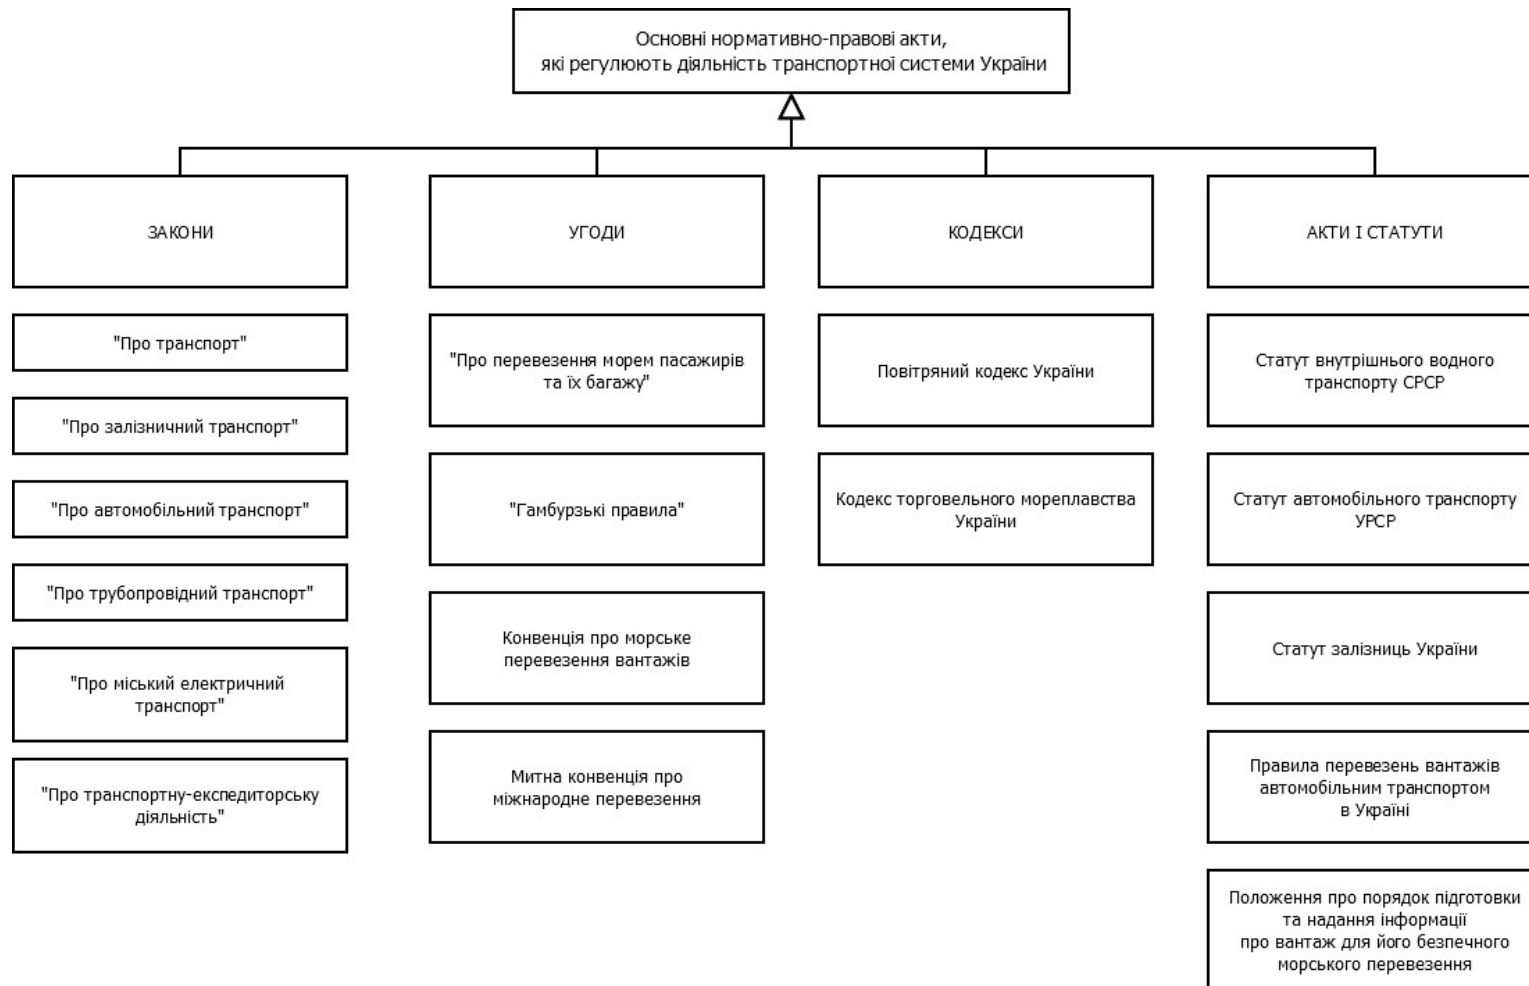 Основні нормативно-правові акти,
які регулюють діяльність транспортної системи України
ЗАКОНИ
"Про транспорт"
"Про залізничний транспорт"
"Про автомобільний транспорт"
"Про трубопровідний транспорт"
"Про міський електричний
транспорт"
"Про транспортну-експедиторську
діяльність"
УГОДИ
"Про перевезення морем пасажирів
та їх багажу"
"Гамбурзькі правила"
Конвенція про морське
перевезення вантажів
Митна конвенція про
міжнародне перевезення
КОДЕКСИ
Повітряний кодекс України
Кодекс торговельного мореплавства
України
АКТИ І СТАТУТИ
Статут внутрішнього водного
транспорту СРСР
Статут автомобільного транспорту
УРСР
Статут залізниць України
Правила перевезень вантажів
автомобільним транспортом
в Україні
Положення про порядок підготовки
та надання інформації
про вантаж для його безпечного
морського перевезення